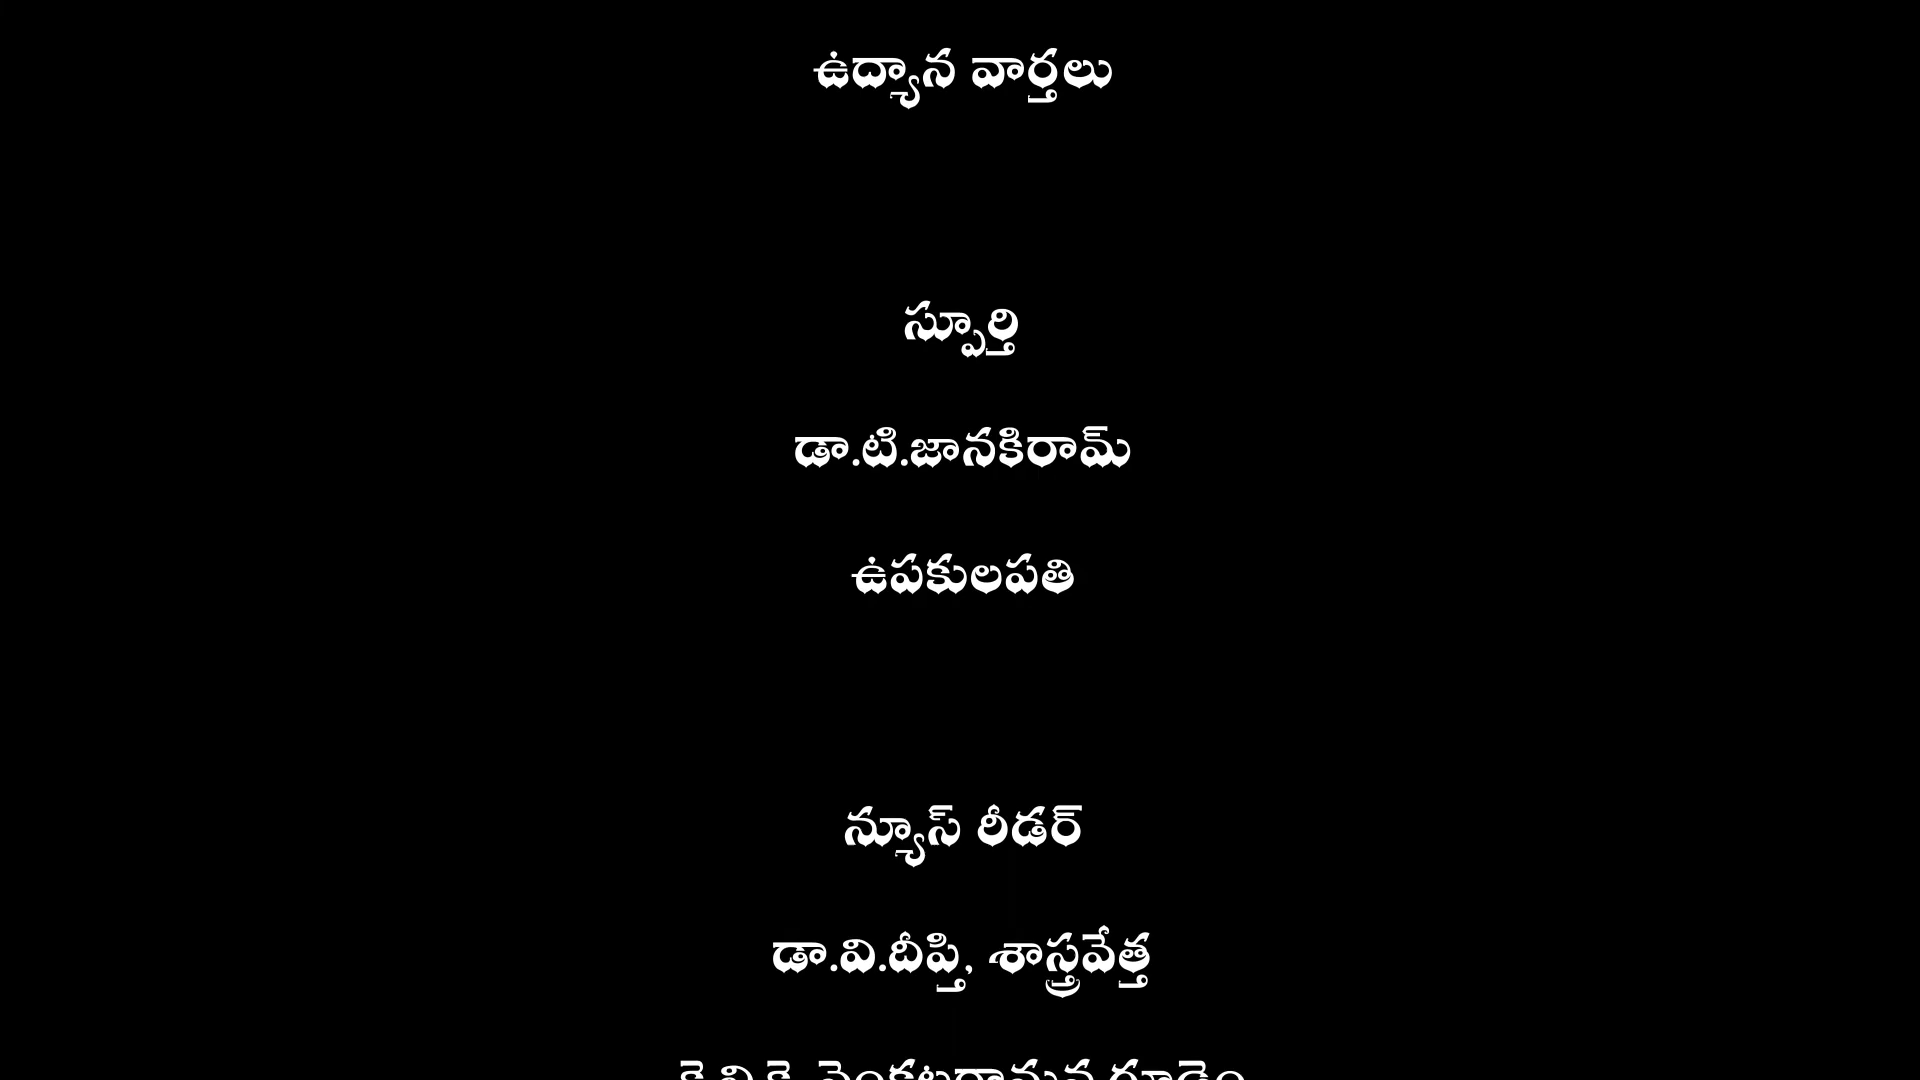 ఉద్యాన వార్తలు
స్పూర్తి
డా.టి.జానకిరామ్
ఉపకులపతి
న్యూస్ రీడర్
డా.వి.దీప్తి, శాస్త్రవేత్త